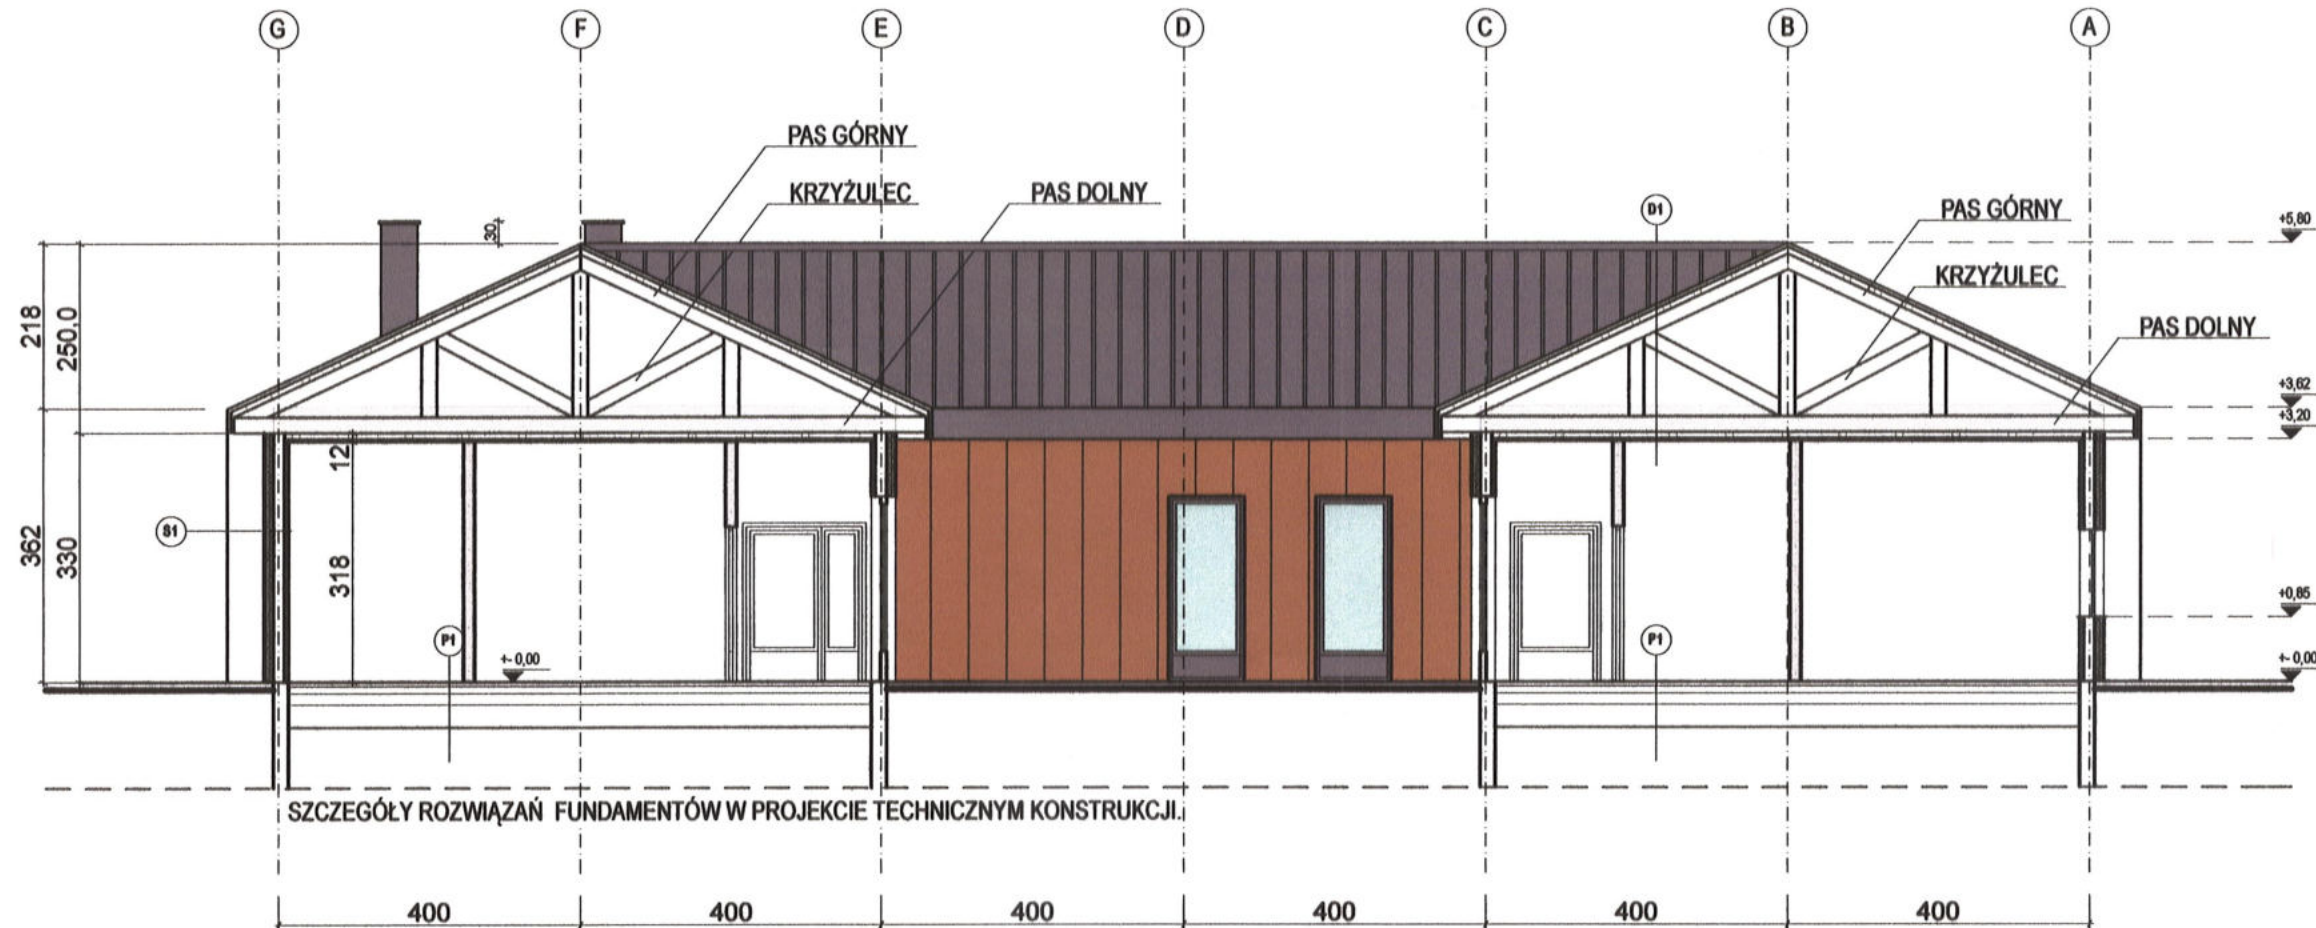 G F E D C B A
PAS GÓRNY
KRZYŻULEC
PAS DOLNY
D1
PAS GÓRNY
KRZYŻULEC
PAS DOLNY
30
+5,80
218
250,0
+3,62
+3,20
12
S1
362
330
318
P1
+- 0,00
P1
+0,85
+- 0,00
SZCZEGÓŁY ROZWIĄZAŃ FUNDAMENTÓW W PROJEKCIE TECHNICZNYM KONSTRUKCJI.
400 400 400 400 400 400